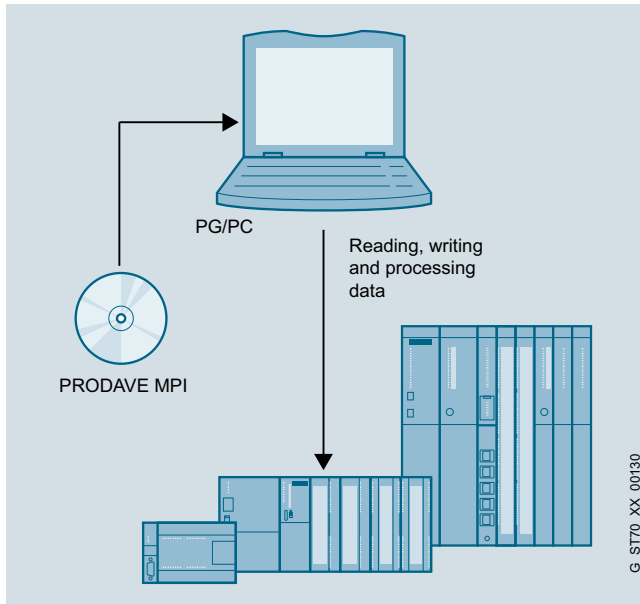 PG/PC
Reading, writing
and processing
data
PRODAVE MPI
G_ST70_XX_00130